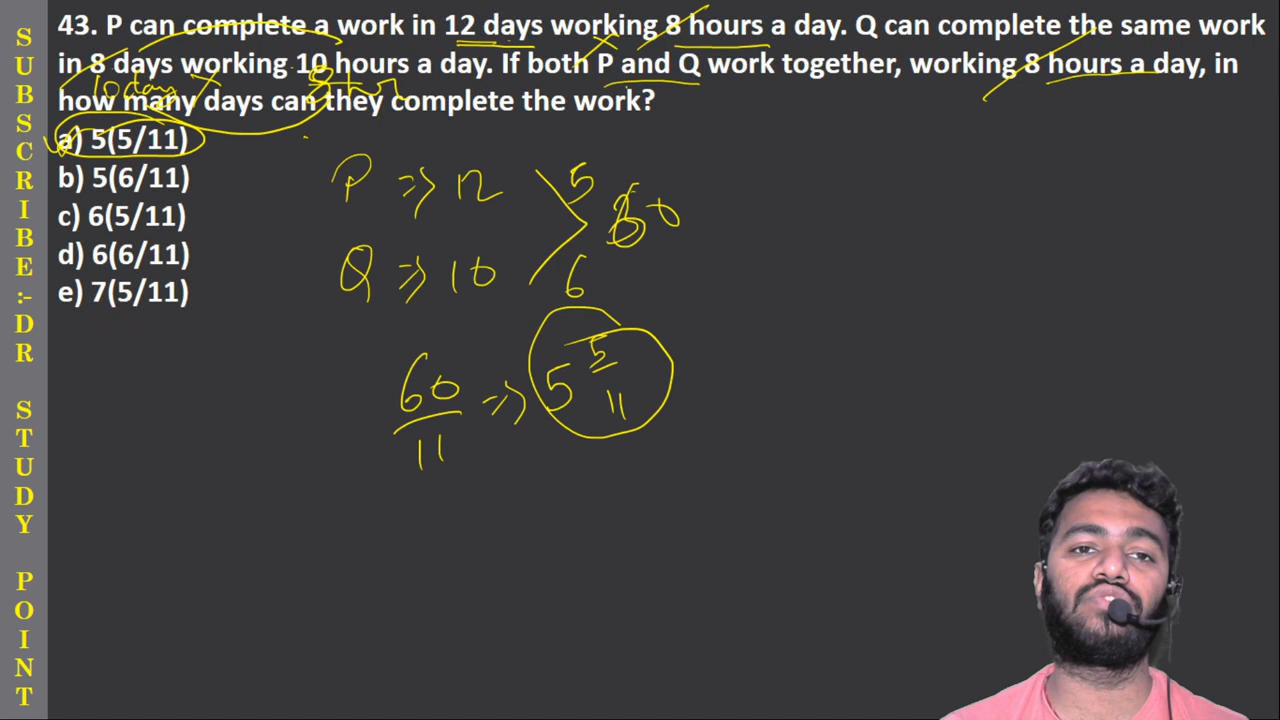 SUBSCRIBE:-DR STUDY POINT
43. P can complete a work in 12 days working 8 hours a day. Q can complete the same work
in 8 days working 10 hours a day. If both P and Q work together, working 8 hours a day, in
10 day × 8 hr
how many days can they complete the work?
a) 5(5/11)
b) 5(6/11)
c) 6(5/11)
d) 6(6/11)
e) 7(5/11)
P ⇒ 12 5
60
Q ⇒ 10 6
60/11 ⇒ 5 5/11